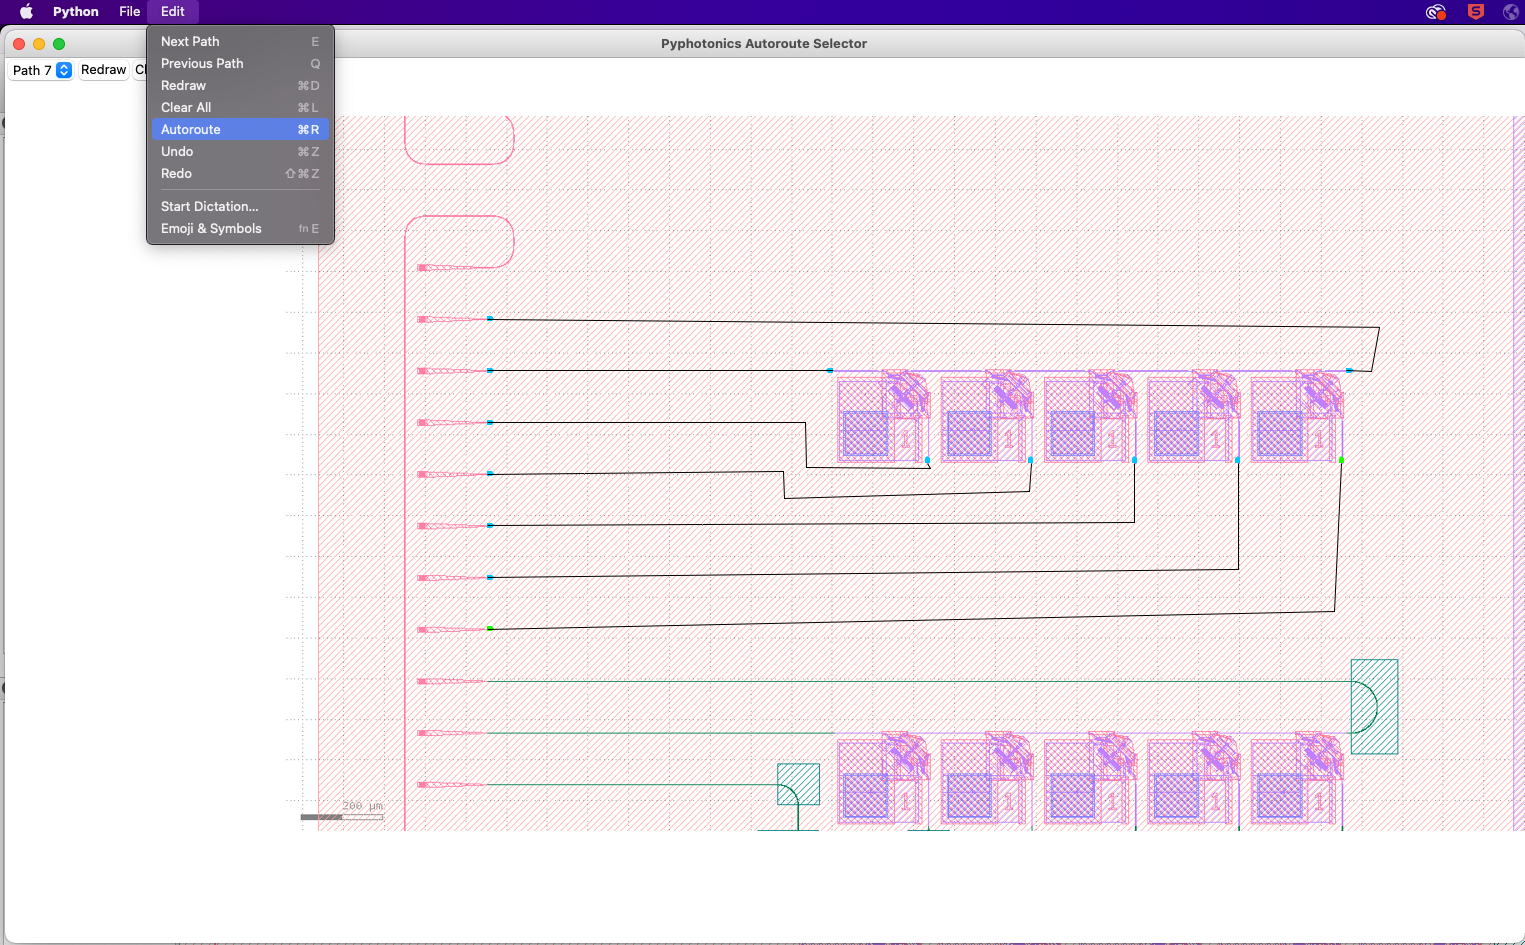 Python File Edit
Pyphotonics Autoroute Selector
Path 7 Redraw
Next Path E
Previous Path Q
Redraw ⌘D
Clear All ⌘L
Autoroute ⌘R
Undo ⌘Z
Redo ⇧⌘Z
Start Dictation...
Emoji & Symbols fn E
1 1 1 1 1
200 μm
1 1 1 1 1